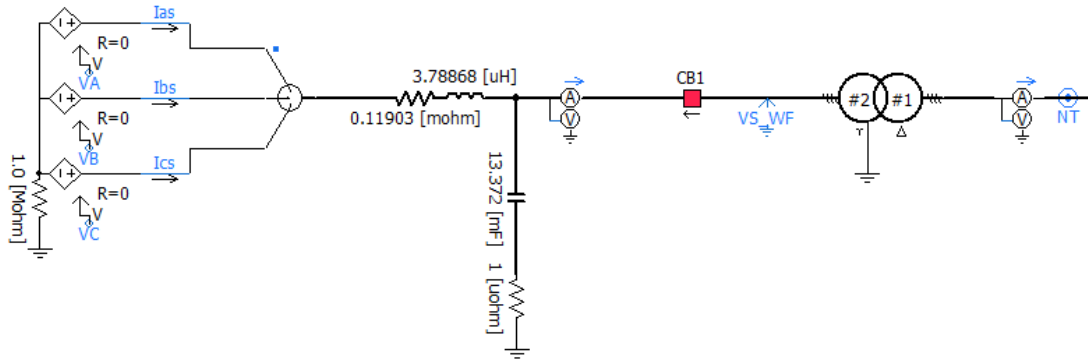 Ias
R=0
V
VA
Ibs
R=0
V
VB
Ics
R=0
V
VC
1.0 [Mohm]
3.78868 [uH]
0.11903 [mohm]
13.372 [mF]
1 [uohm]
A
V
CB1
VS_WF
#2
#1
A
V
NT